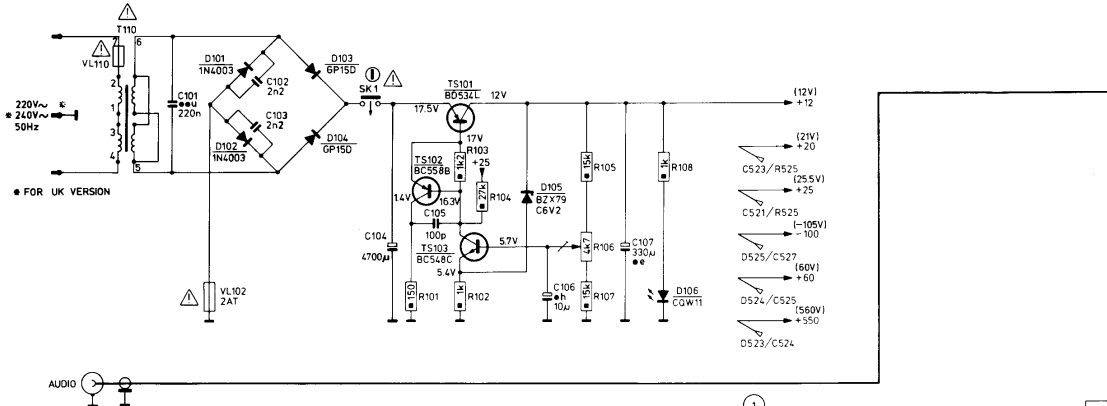 T110
VL110
7
6
2
1
3
4
5
220V~ *
* 240V~
50Hz
* FOR UK VERSION
C101
220n
D101
1N4003
C102
2n2
C103
2n2
D102
1N4003
D103
GP15D
D104
GP15D
VL102
2AT
SK1
C104
4700µ
17.5V
TS101
BD534L
12V
17V
R103
1k2
+25
TS102
BC558B
1.4V
16.3V
C105
100p
27k
R104
TS103
BC548C
5.4V
5.7V
150
R101
1k
R102
D105
BZX79
C6V2
C106
h
10µ
15k
R105
4k7
R106
15k
R107
C107
330µ
e
1k
R108
D106
CQW11
(12V)
+12
(21V)
+20
C523/R525
(25.5V)
+25
C521/R525
(-105V)
-100
D525/C527
(60V)
+60
D524/C525
(560V)
+550
D523/C524
AUDIO
1